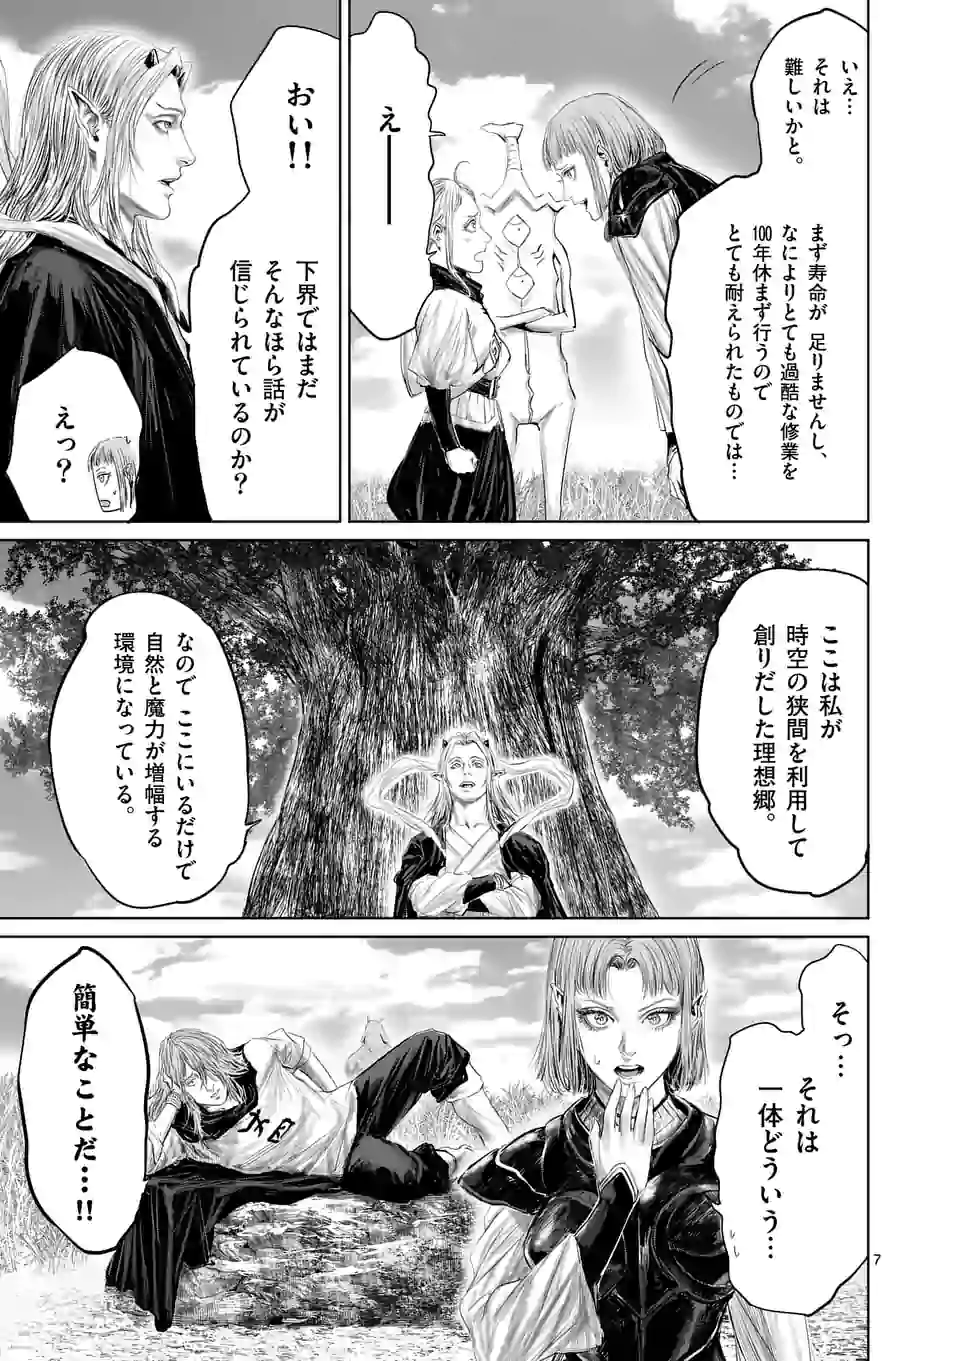 いえ…
それは
難しいかと。
まず寿命が 足りませんし、
なによりとても過酷な修業を
100年休まず行うので
とても耐えられたものでは…
え――
おい!!
下界ではまだ
そんなほら話が
信じられているのか?
えっ?
ここは私が
時空の狭間を利用して
創りだした理想郷。
なので ここにいるだけで
自然と魔力が増幅する
環境になっている。
そっ…
それは
一体どういう…
簡単なことだ…!!
7